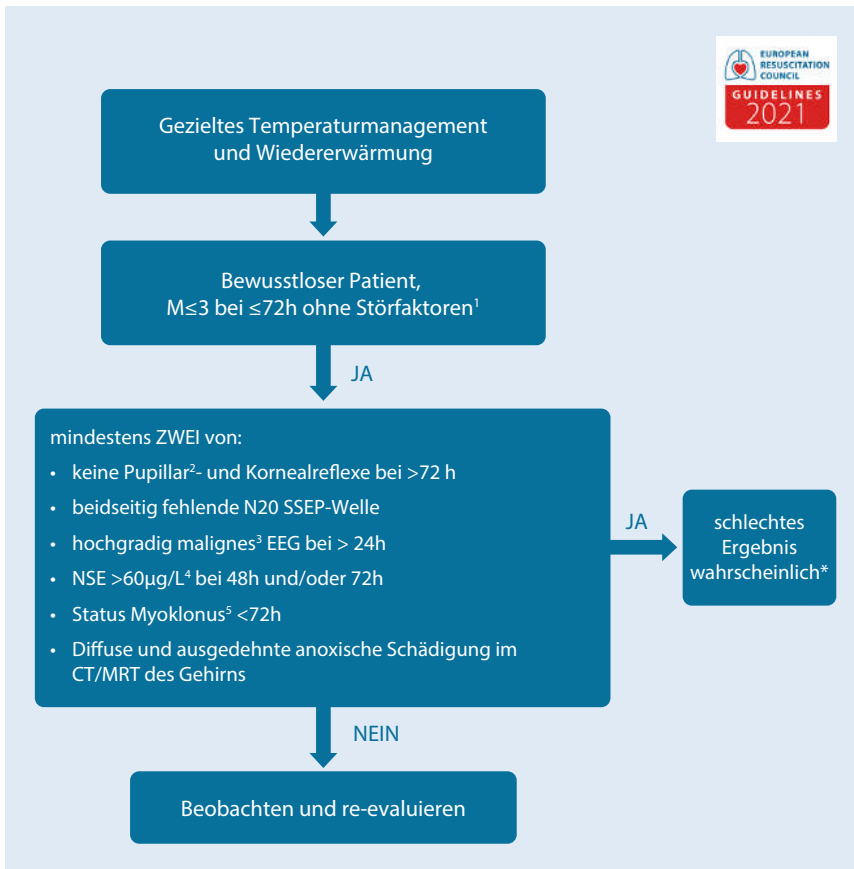 EUROPEAN
RESUSCITATION
COUNCIL
GUIDELINES
2021
Gezieltes Temperaturmanagement
und Wiedererwärmung
Bewusstloser Patient,
M≤3 bei ≤72h ohne Störfaktoren¹
JA
mindestens ZWEI von:
• keine Pupillar²- und Kornealreflexe bei >72 h
• beidseitig fehlende N20 SSEP-Welle
• hochgradig malignes³ EEG bei > 24h
• NSE >60µg/L⁴ bei 48h und/oder 72h
• Status Myoklonus⁵ <72h
• Diffuse und ausgedehnte anoxische Schädigung im
CT/MRT des Gehirns
JA
schlechtes
Ergebnis
wahrscheinlich*
NEIN
Beobachten und re-evaluieren